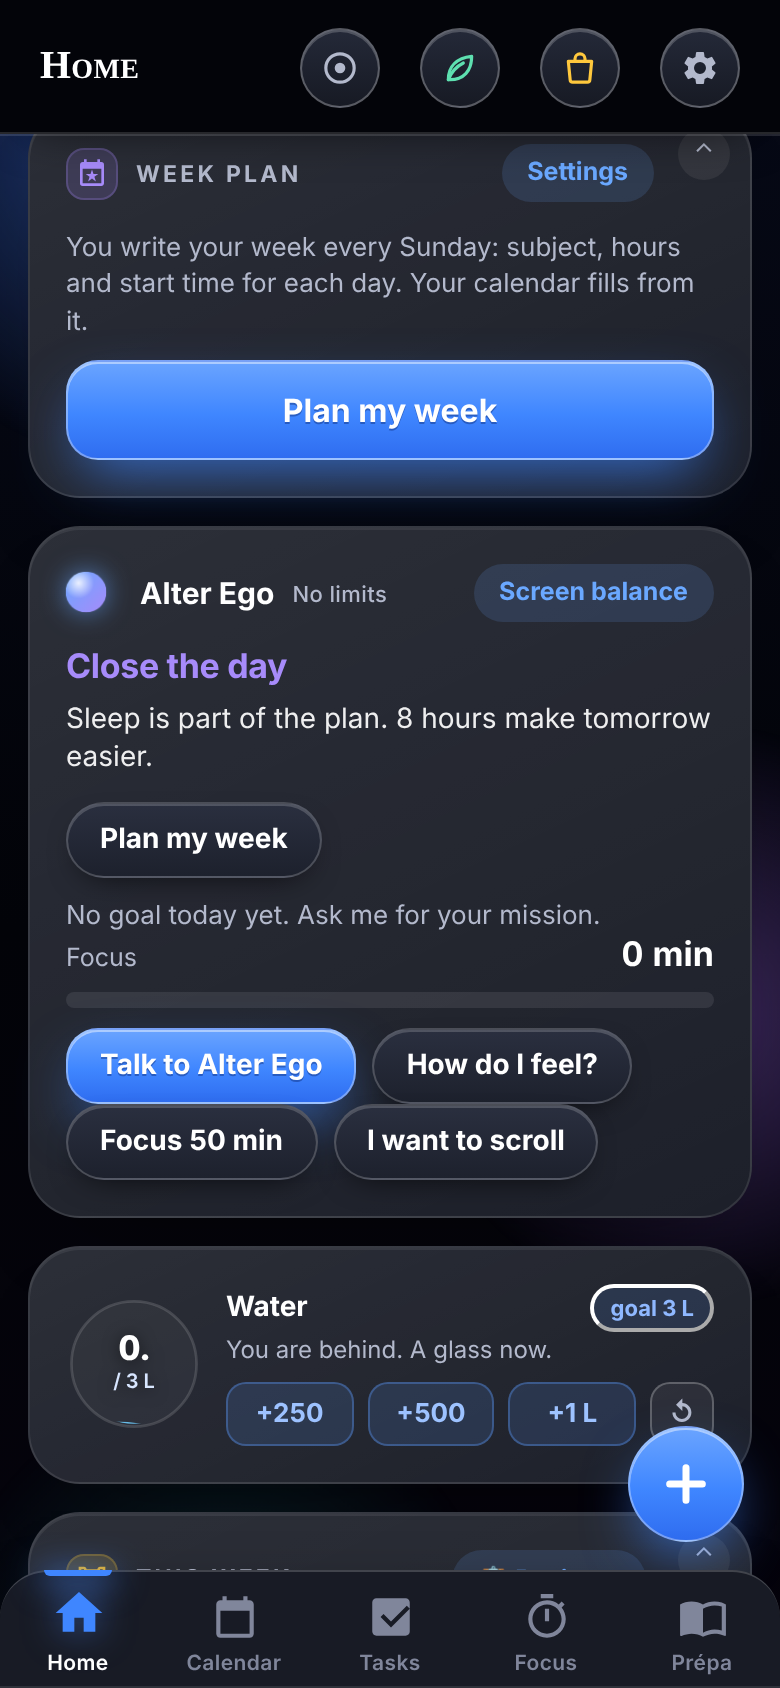 Home
WEEK PLAN
Settings
You write your week every Sunday: subject, hours
and start time for each day. Your calendar fills from
it.
Plan my week
Alter Ego No limits
Screen balance
Close the day
Sleep is part of the plan. 8 hours make tomorrow
easier.
Plan my week
No goal today yet. Ask me for your mission.
Focus 0 min
Talk to Alter Ego
How do I feel?
Focus 50 min
I want to scroll
0.
/ 3 L
Water
goal 3 L
You are behind. A glass now.
+250
+500
+1 L
Home
Calendar
Tasks
Focus
Prépa